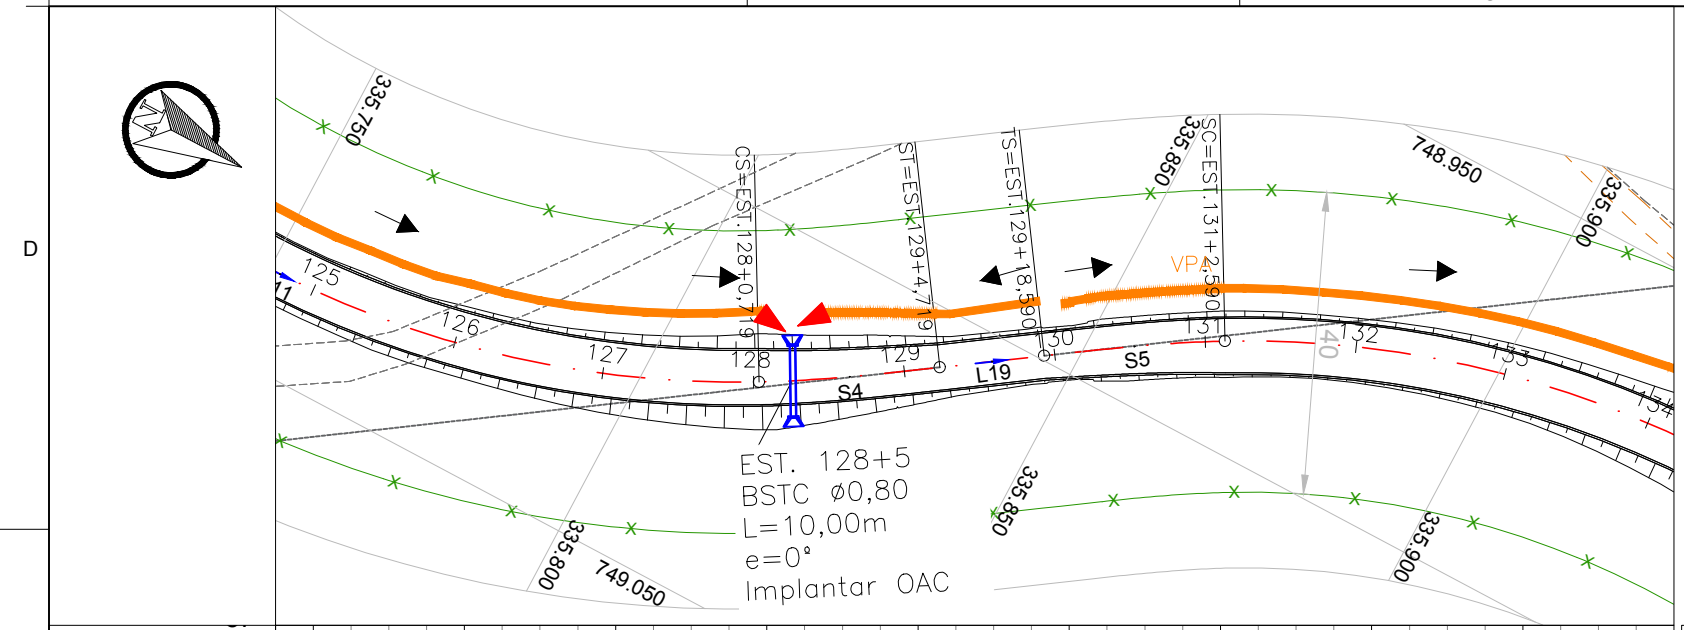 D
N
335.750
335.850
748.950
335.900
CS=EST.128+0,719
ST=EST.129+4,719
TS=EST.129+18,590
SC=EST.131+2,590
VPA
125
126
127
128
129
131
132
133
134
40
S4
L19
S5
EST. 128+5
BSTC ø0,80
L=10,00m
e=0º
Implantar OAC
335.800
749.050
335.850
335.900